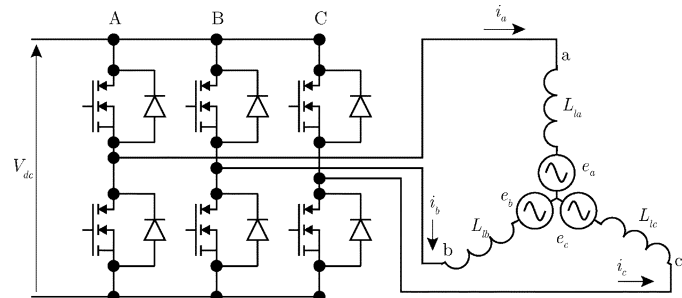 A B C
i_a
a
L_la
V_dc
e_a
i_b
e_b
L_lb
e_c
L_lc
b
i_c
c